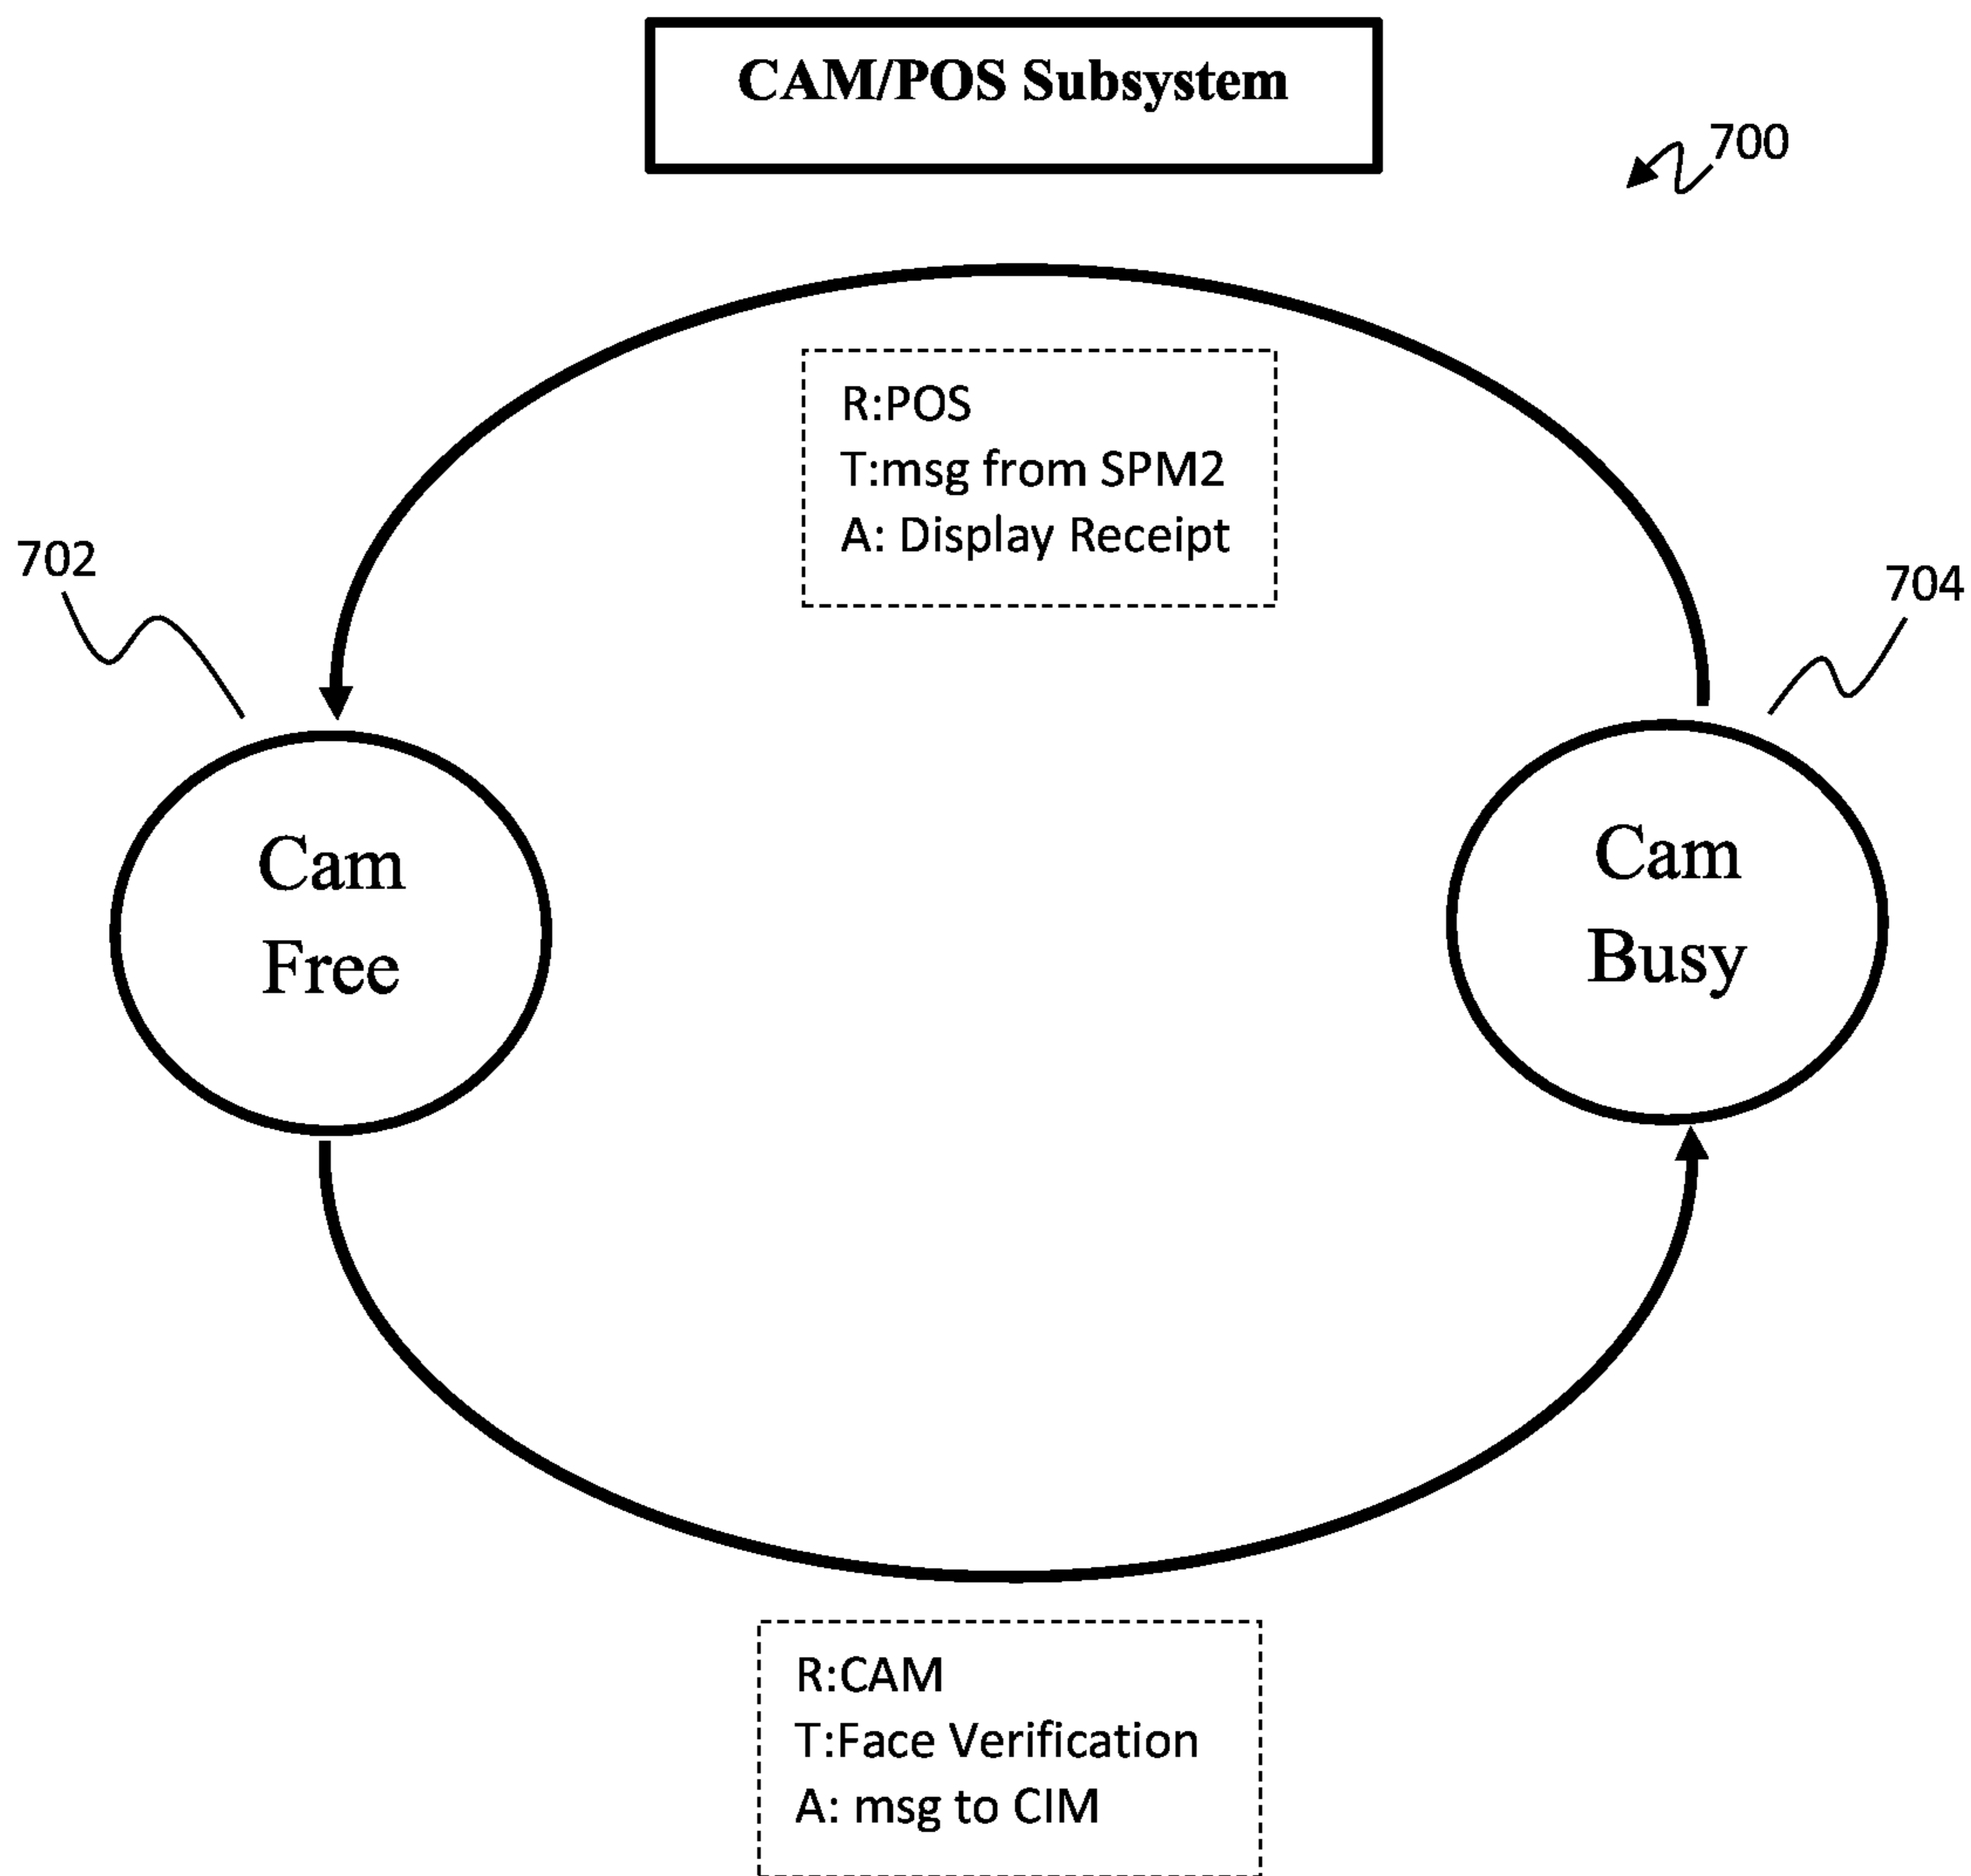 CAM/POS Subsystem
700
R:POS
T:msg from SPM2
A: Display Receipt
702
704
Cam
Free
Cam
Busy
R:CAM
T:Face Verification
A: msg to CIM